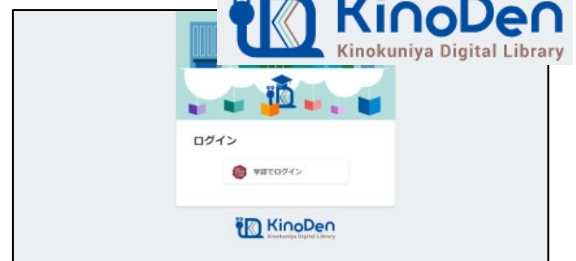 KinoDen
Kinokuniya Digital Library
ログイン
学認でログイン
KinoDen
Kinokuniya Digital Library